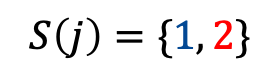 S(j) = {1, 2}